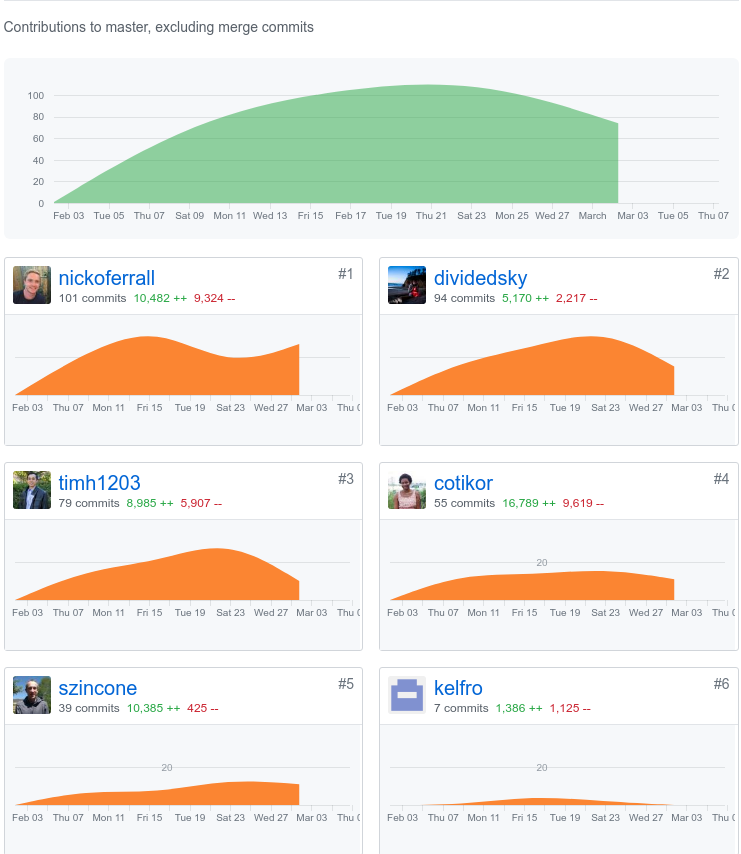 Contributions to master, excluding merge commits
100
80
60
40
20
0
Feb 03 Tue 05 Thu 07 Sat 09 Mon 11 Wed 13 Fri 15 Feb 17 Tue 19 Thu 21 Sat 23 Mon 25 Wed 27 March Mar 03 Tue 05 Thu 07
nickoferrall #1
101 commits 10,482 ++ 9,324 --
Feb 03 Thu 07 Mon 11 Fri 15 Tue 19 Sat 23 Wed 27 Mar 03 Thu
dividedsky #2
94 commits 5,170 ++ 2,217 --
Feb 03 Thu 07 Mon 11 Fri 15 Tue 19 Sat 23 Wed 27 Mar 03 Thu
timh1203 #3
79 commits 8,985 ++ 5,907 --
Feb 03 Thu 07 Mon 11 Fri 15 Tue 19 Sat 23 Wed 27 Mar 03 Thu
cotikor #4
55 commits 16,789 ++ 9,619 --
20
Feb 03 Thu 07 Mon 11 Fri 15 Tue 19 Sat 23 Wed 27 Mar 03 Thu
szincone #5
39 commits 10,385 ++ 425 --
20
Feb 03 Thu 07 Mon 11 Fri 15 Tue 19 Sat 23 Wed 27 Mar 03 Thu
kelfro #6
7 commits 1,386 ++ 1,125 --
20
Feb 03 Thu 07 Mon 11 Fri 15 Tue 19 Sat 23 Wed 27 Mar 03 Thu